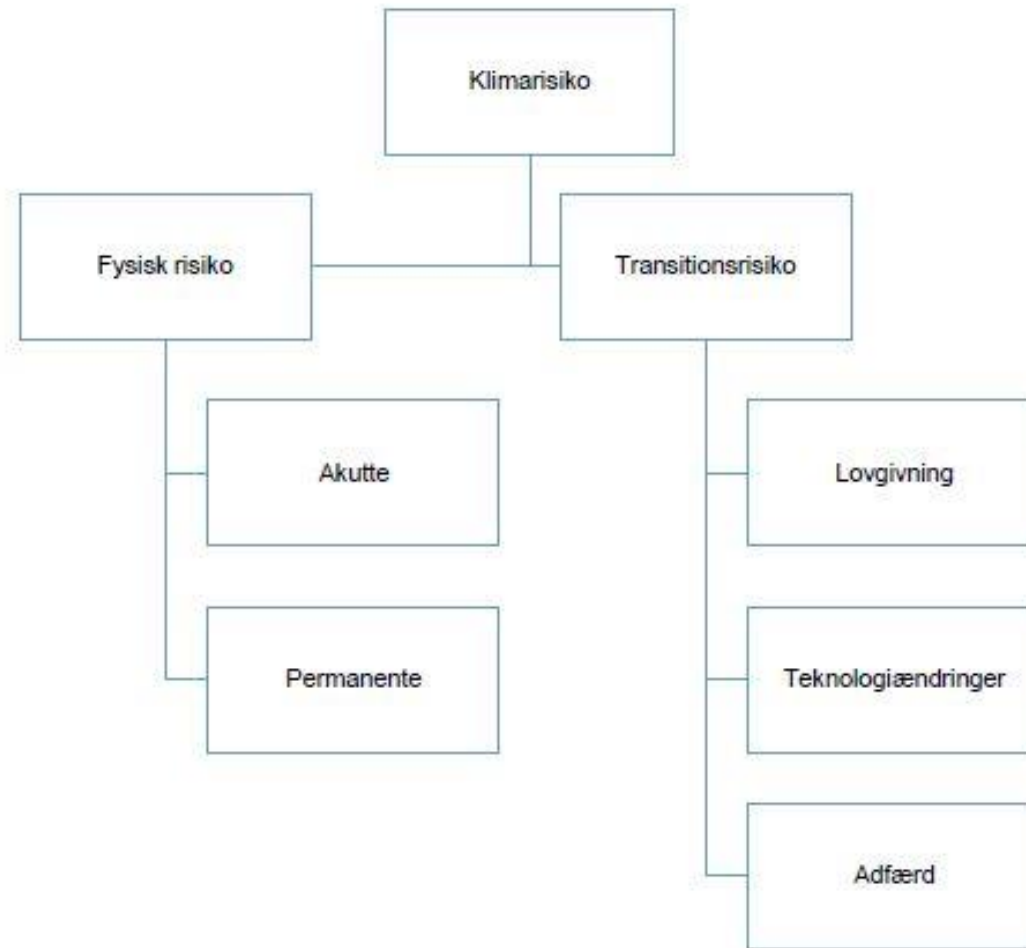 Klimarisiko
Fysisk risiko
Transitionsrisiko
Akutte
Permanente
Lovgivning
Teknologiændringer
Adfærd